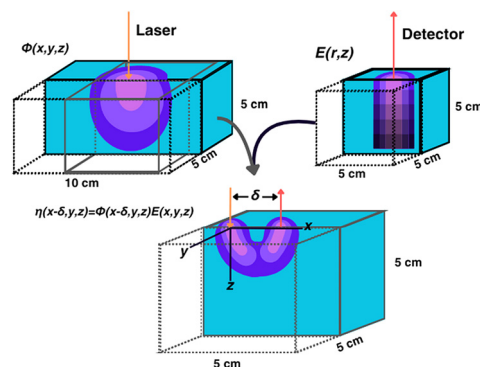 Laser
Detector
Φ(x,y,z)
E(r,z)
5 cm
5 cm
10 cm
5 cm
5 cm
5 cm
η(x-δ,y,z)=Φ(x-δ,y,z)E(x,y,z)
δ
x
y
z
5 cm
5 cm
5 cm